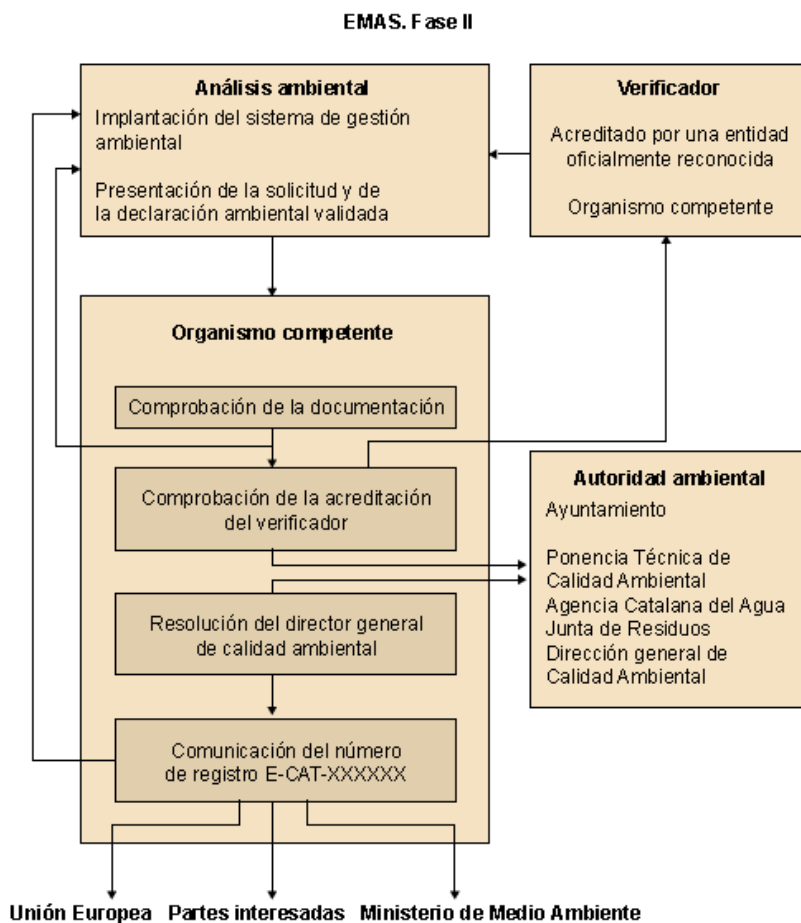 EMAS. Fase II
Análisis ambiental
Implantación del sistema de gestión
ambiental
Presentación de la solicitud y de
la declaración ambiental validada
Verificador
Acreditado por una entidad
oficialmente reconocida
Organismo competente
Organismo competente
Comprobación de la documentación
Comprobación de la acreditación
del verificador
Resolución del director general
de calidad ambiental
Comunicación del número
de registro E-CAT-XXXXXX
Autoridad ambiental
Ayuntamiento
Ponencia Técnica de
Calidad Ambiental
Agencia Catalana del Agua
Junta de Residuos
Dirección general de
Calidad Ambiental
Unión Europea
Partes interesadas
Ministerio de Medio Ambiente